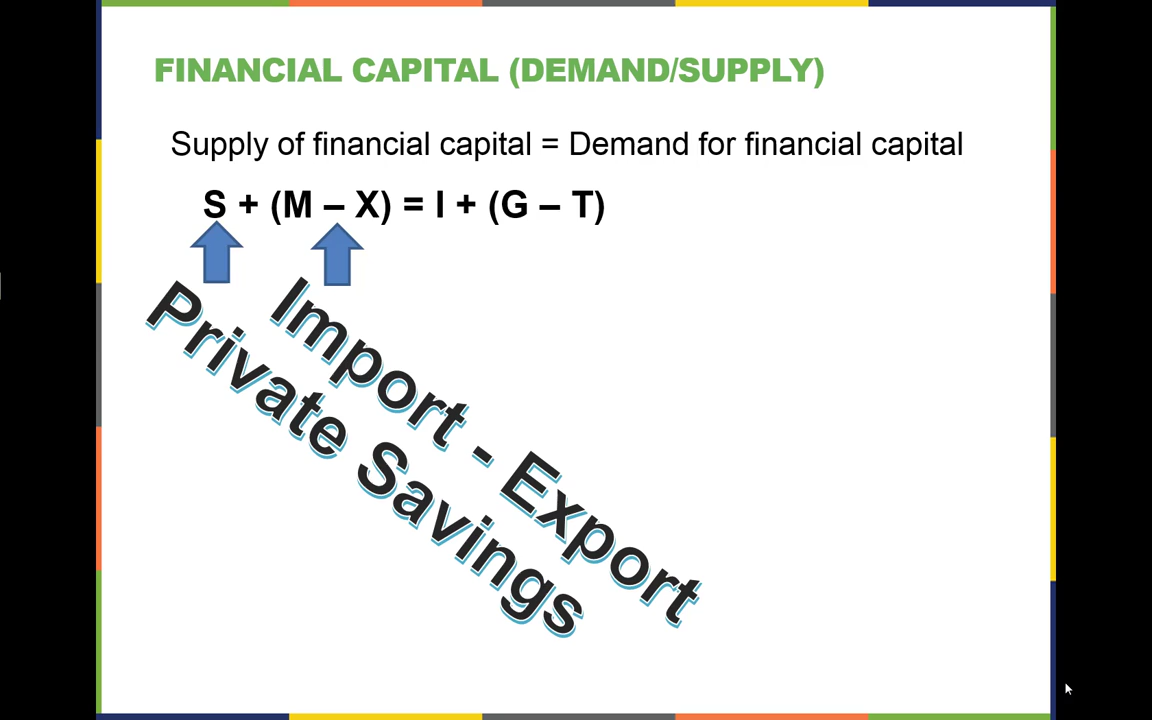 FINANCIAL CAPITAL (DEMAND/SUPPLY)
Supply of financial capital = Demand for financial capital
S + (M – X) = I + (G – T)
Private Savings
Import - Export